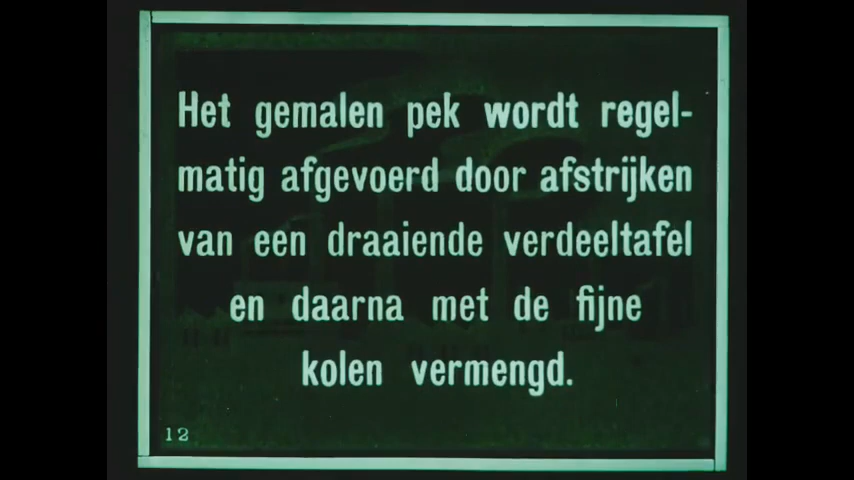 Het gemalen pek wordt regel-
matig afgevoerd door afstrijken
van een draaiende verdeeltafel
en daarna met de fijne
kolen vermengd.
12